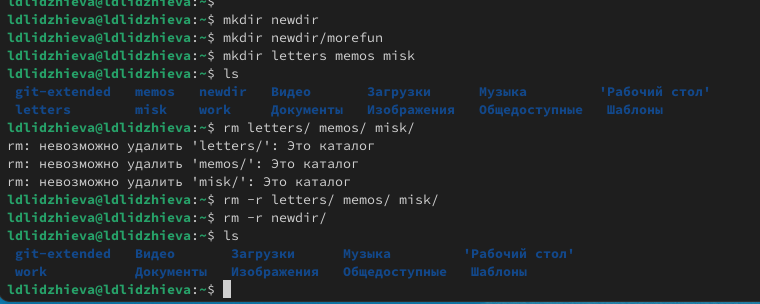 ldlidzhieva@ldlidzhieva:~$
ldlidzhieva@ldlidzhieva:~$ mkdir newdir
ldlidzhieva@ldlidzhieva:~$ mkdir newdir/morefun
ldlidzhieva@ldlidzhieva:~$ mkdir letters memos misk
ldlidzhieva@ldlidzhieva:~$ ls
git-extended memos newdir Видео Загрузки Музыка 'Рабочий стол'
letters misk work Документы Изображения Общедоступные Шаблоны
ldlidzhieva@ldlidzhieva:~$ rm letters/ memos/ misk/
rm: невозможно удалить 'letters/': Это каталог
rm: невозможно удалить 'memos/': Это каталог
rm: невозможно удалить 'misk/': Это каталог
ldlidzhieva@ldlidzhieva:~$ rm -r letters/ memos/ misk/
ldlidzhieva@ldlidzhieva:~$ rm -r newdir/
ldlidzhieva@ldlidzhieva:~$ ls
git-extended Видео Загрузки Музыка 'Рабочий стол'
work Документы Изображения Общедоступные Шаблоны
ldlidzhieva@ldlidzhieva:~$